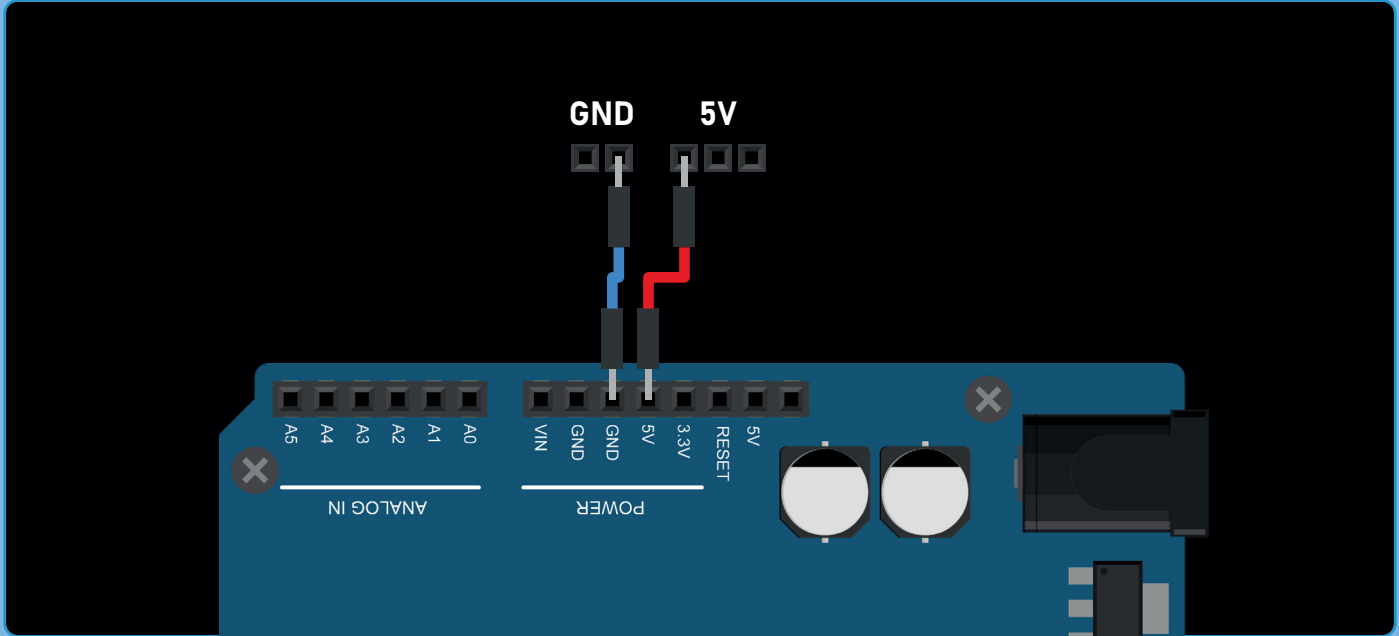 GND 5V
A5 A4 A3 A2 A1 A0 VIN GND GND 5V 3.3V RESET 5V
ANALOG IN POWER